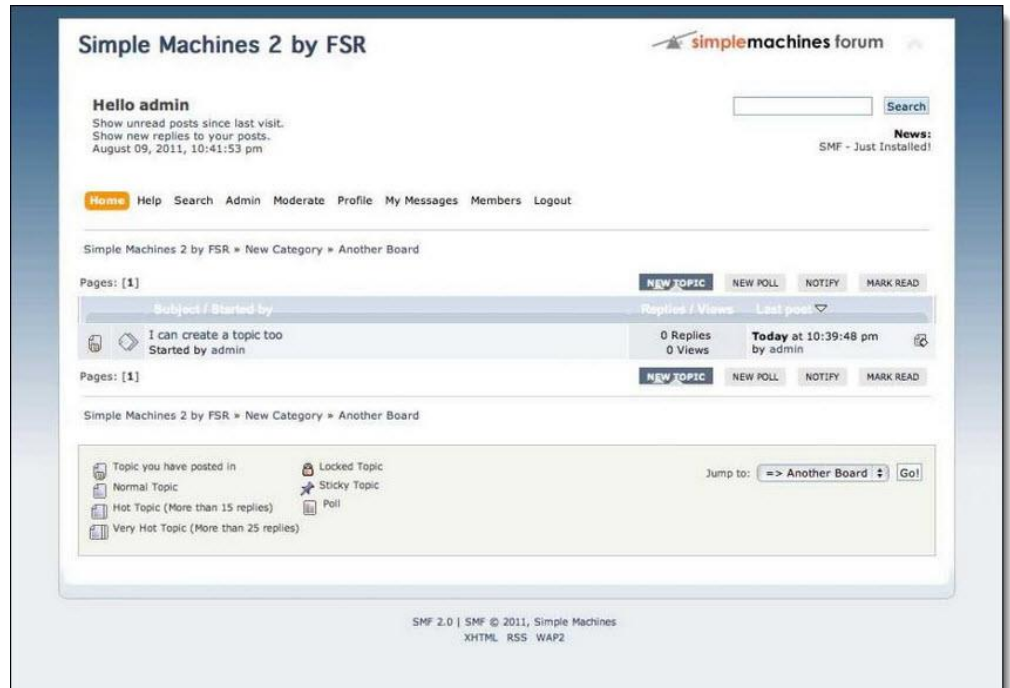 Simple Machines 2 by FSR
simplemachines forum
Hello admin
Show unread posts since last visit.
Show new replies to your posts.
August 09, 2011, 10:41:53 pm
Search
News:
SMF - Just Installed!
Home Help Search Admin Moderate Profile My Messages Members Logout
Simple Machines 2 by FSR » New Category » Another Board
Pages: [1]
NEW TOPIC NEW POLL NOTIFY MARK READ
Subject / Started by Replies / Views Last post
I can create a topic too
Started by admin
0 Replies
0 Views
Today at 10:39:48 pm
by admin
Pages: [1]
NEW TOPIC NEW POLL NOTIFY MARK READ
Simple Machines 2 by FSR » New Category » Another Board
Topic you have posted in
Normal Topic
Hot Topic (More than 15 replies)
Very Hot Topic (More than 25 replies)
Locked Topic
Sticky Topic
Poll
Jump to: => Another Board Go!
SMF 2.0 | SMF © 2011, Simple Machines
XHTML RSS WAP2